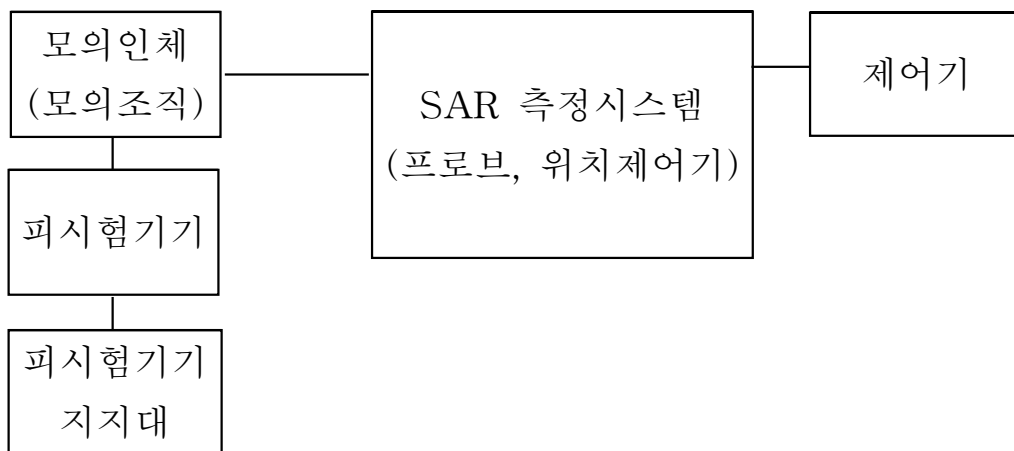 모의인체
(모의조직)
SAR 측정시스템
(프로브, 위치제어기)
제어기
피시험기기
피시험기기
지지대